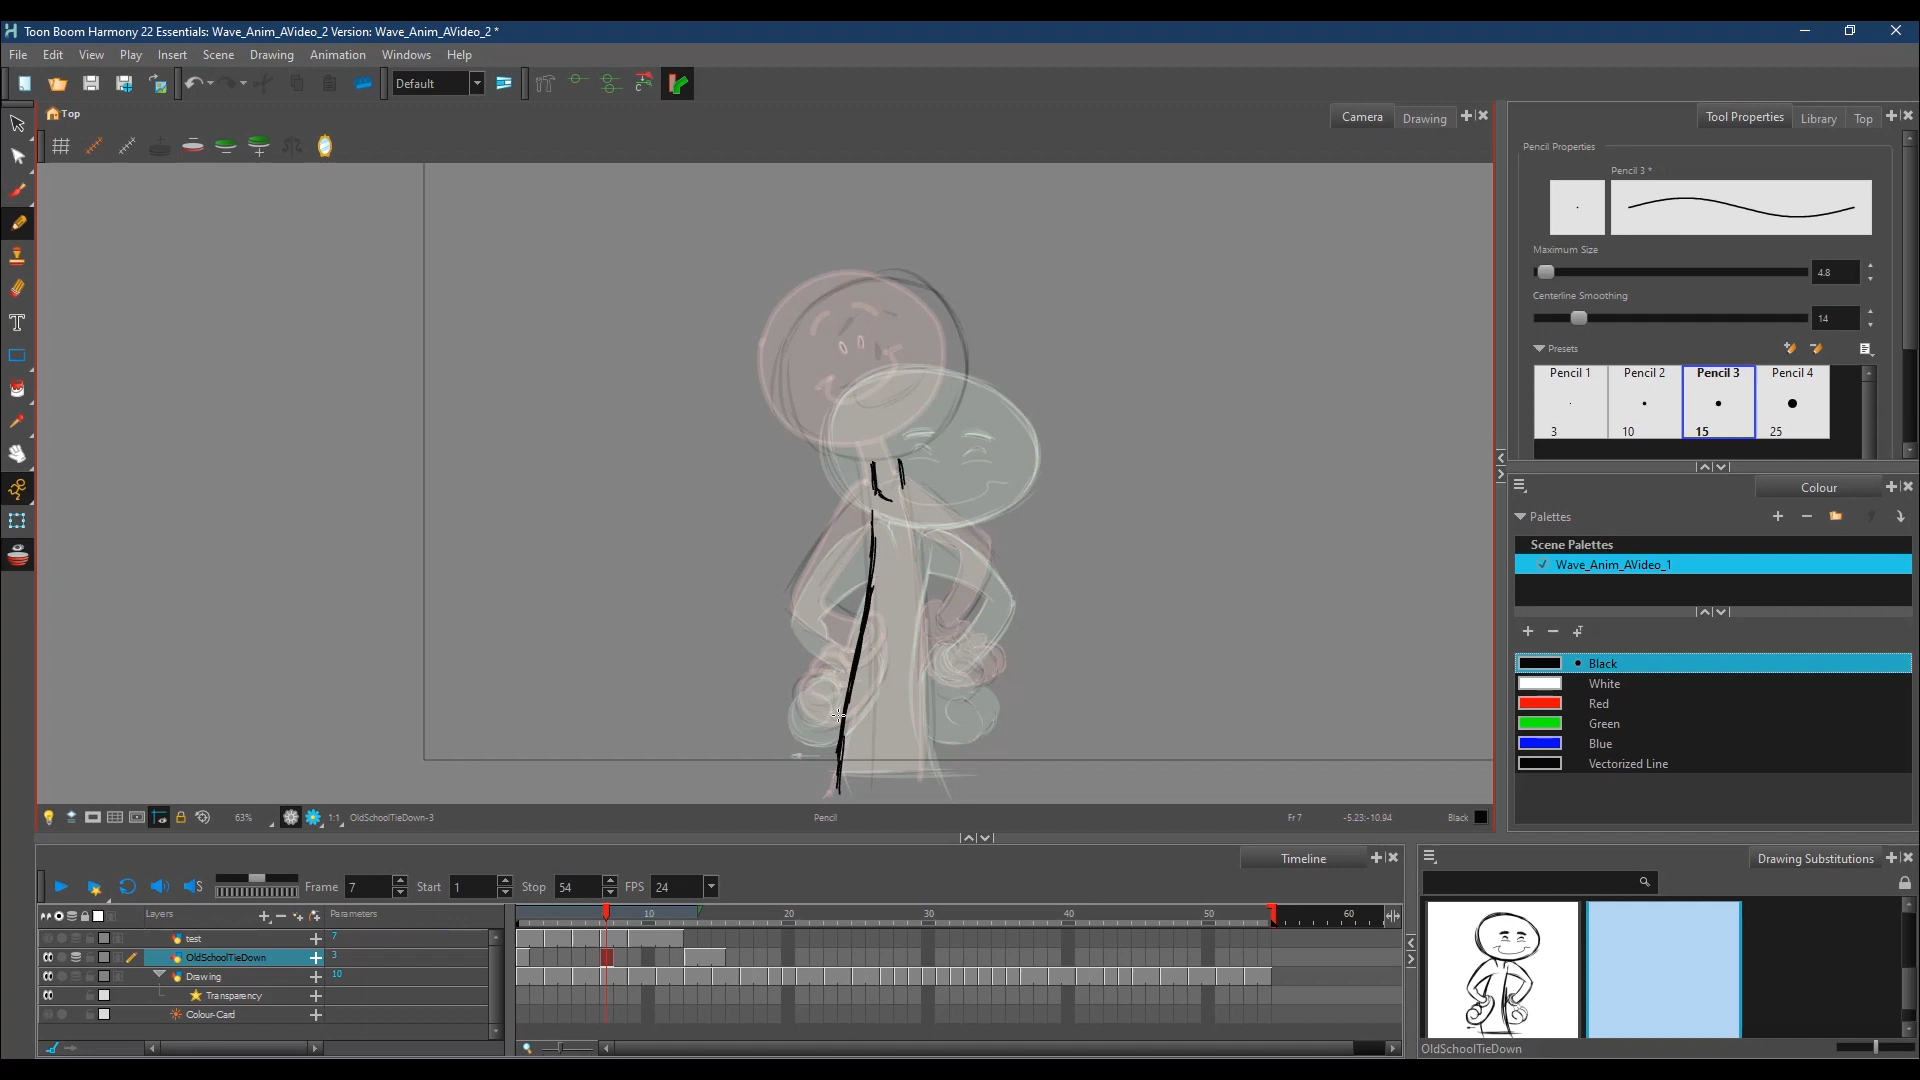 Toon Boom Harmony 22 Essentials: Wave_Anim_AVideo_2 Version: Wave_Anim_AVideo_2 *
File Edit View Play Insert Scene Drawing Animation Windows Help
Default
Top
Camera Drawing
Tool Properties Library Top
Pencil Properties
Pencil 3 *
Maximum Size
4.8
Centerline Smoothing
14
Presets
Pencil 1 Pencil 2 Pencil 3 Pencil 4
3 10 15 25
Colour
Palettes
Scene Palettes
Wave_Anim_AVideo_1
Black
White
Red
Green
Blue
Vectorized Line
63% 1:1 OldSchoolTieDown-3 Pencil Fr 7 -5.23:-10.94 Black
Timeline
Drawing Substitutions
Frame 7 Start 1 Stop 54 FPS 24
Layers Parameters 10 20 30 40 50 60
test 7
OldSchoolTieDown 3
Drawing 10
Transparency
Colour-Card
OldSchoolTieDown